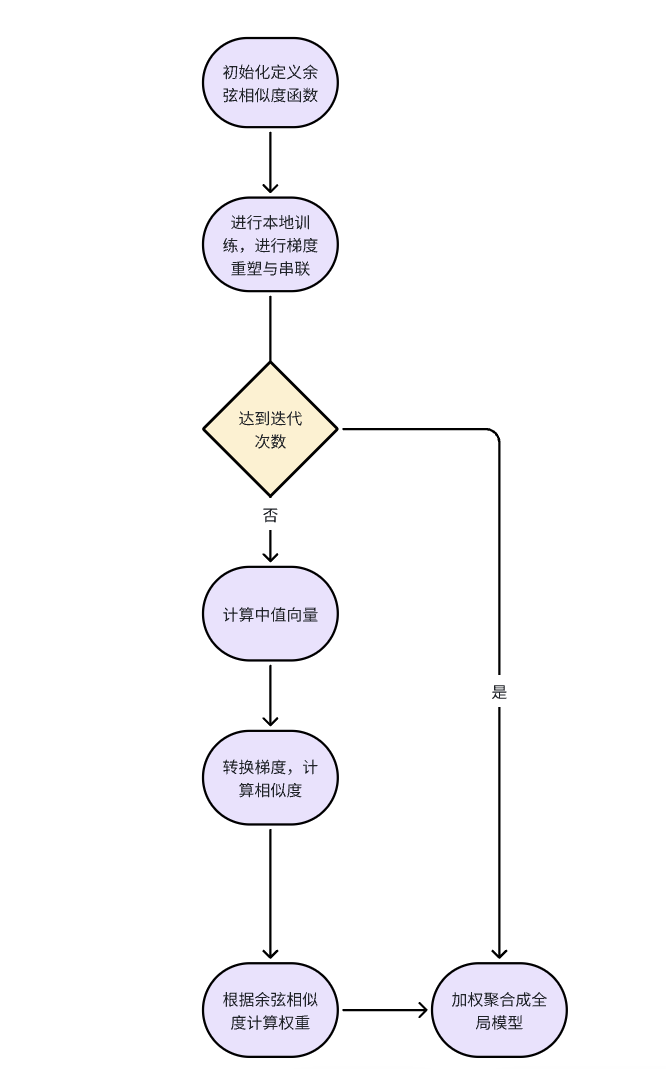 初始化定义余
弦相似度函数
进行本地训
练，进行梯度
重塑与串联
达到迭代
次数
否
计算中值向量
是
转换梯度，计
算相似度
根据余弦相似
度计算权重
加权聚合成全
局模型